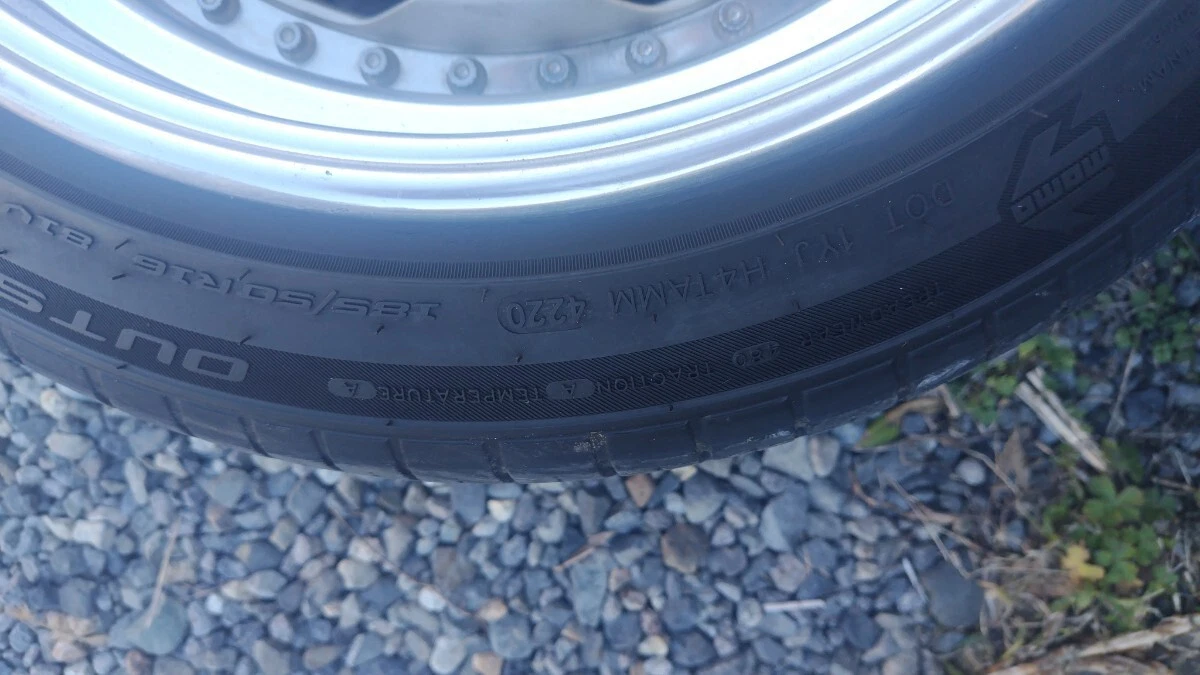 MOMO
DOT 1YJ H4TAMM 4220
185/50R16 81V
TREADWEAR 480 TRACTION A TEMPERATURE A
OUTS